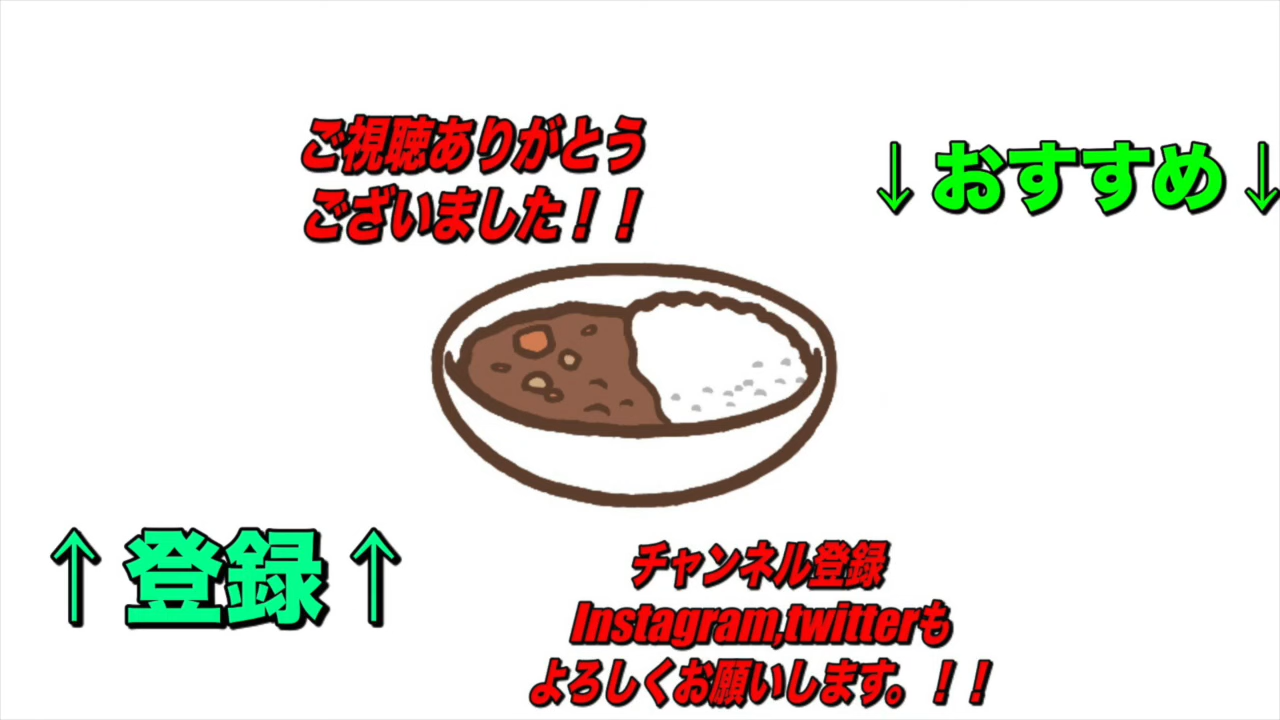 ご視聴ありがとう
ございました！！
↓おすすめ↓
↑登録↑
チャンネル登録
Instagram,twitterも
よろしくお願いします。！！